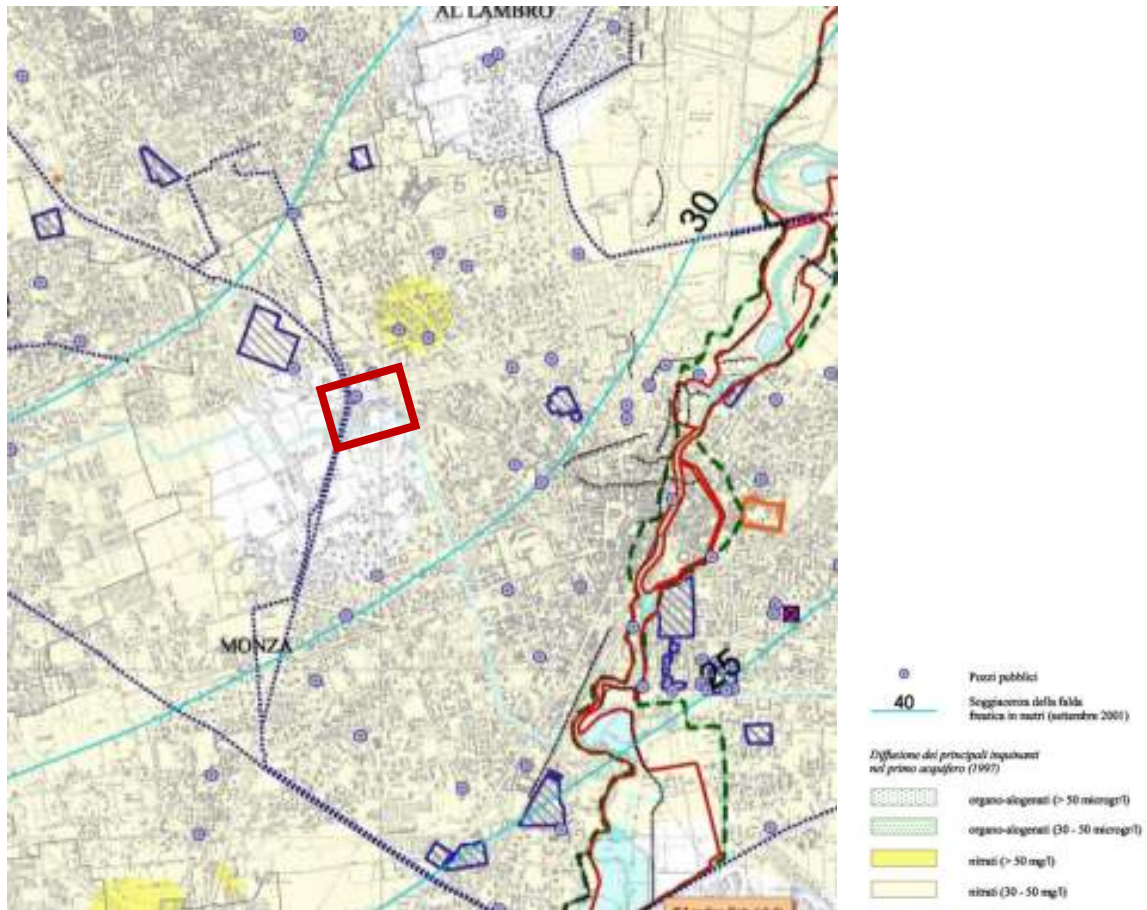 AL LAMBRO
30
MONZA
25
Pozzi pubblici
40
Soggiacenza della falda
freatica in metri (settembre 2001)
Diffusione dei principali inquinanti
nel primo acquifero (1997)
organo-alogenati (> 50 microgr/l)
organo-alogenati (30 - 50 microgr/l)
nitrati (> 50 mg/l)
nitrati (30 - 50 mg/l)